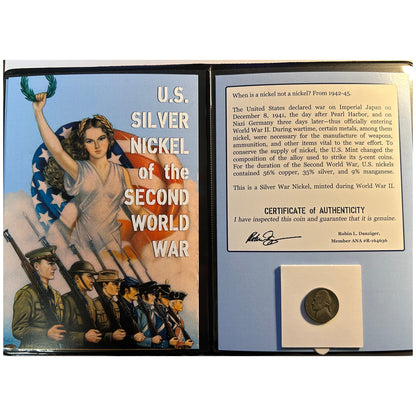 U.S.
SILVER
NICKEL
of the
SECOND
WORLD
WAR
When is a nickel not a nickel? From 1942-45.
The United States declared war on Imperial Japan on
December 8, 1941, the day after Pearl Harbor, and on
Nazi Germany three days later—thus officially entering
World War II. During wartime, certain metals, among them
nickel, were necessary for the manufacture of weapons,
ammunition, and other items vital to the war effort. To
conserve the supply of nickel, the U.S. Mint changed the
composition of the alloy used to strike its 5-cent coins.
For the duration of the Second World War, U.S. nickels
contained 56% copper, 35% silver, and 9% manganese.
This is a Silver War Nickel, minted during World War II.
CERTIFICATE of AUTHENTICITY
I have inspected this coin and guarantee that it is genuine.
Robin L. Danziger,
Member ANA #R-164636